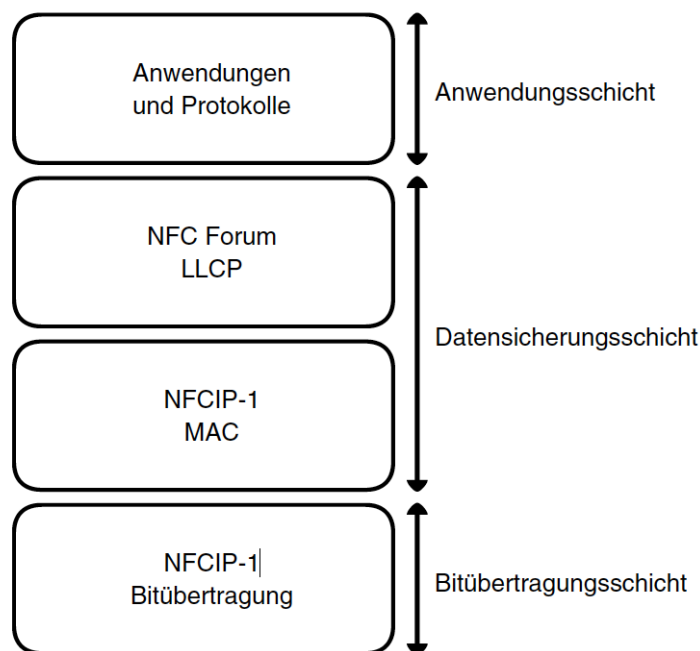 Anwendungen
und Protokolle
Anwendungsschicht
NFC Forum
LLCP
Datensicherungsschicht
NFCIP-1
MAC
NFCIP-1
Bitübertragung
Bitübertragungsschicht